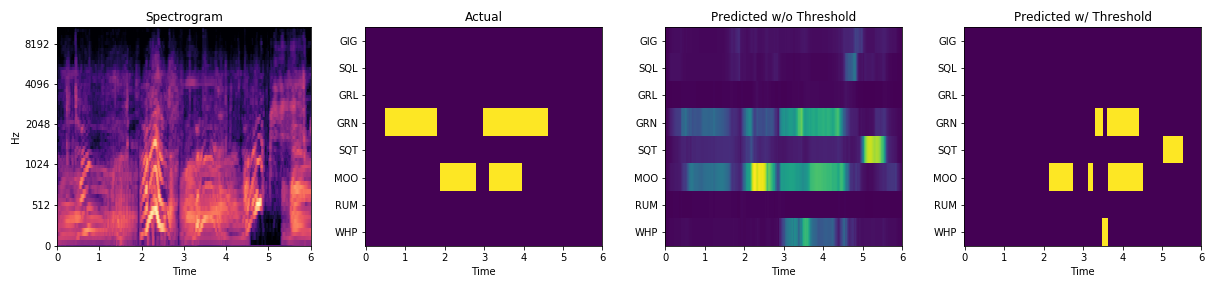 Spectrogram
8192
4096
2048
1024
512
0
Hz
0 1 2 3 4 5 6
Time
Actual
GIG
SQL
GRL
GRN
SQT
MOO
RUM
WHP
0 1 2 3 4 5 6
Time
Predicted w/o Threshold
GIG
SQL
GRL
GRN
SQT
MOO
RUM
WHP
0 1 2 3 4 5 6
Time
Predicted w/ Threshold
GIG
SQL
GRL
GRN
SQT
MOO
RUM
WHP
0 1 2 3 4 5 6
Time